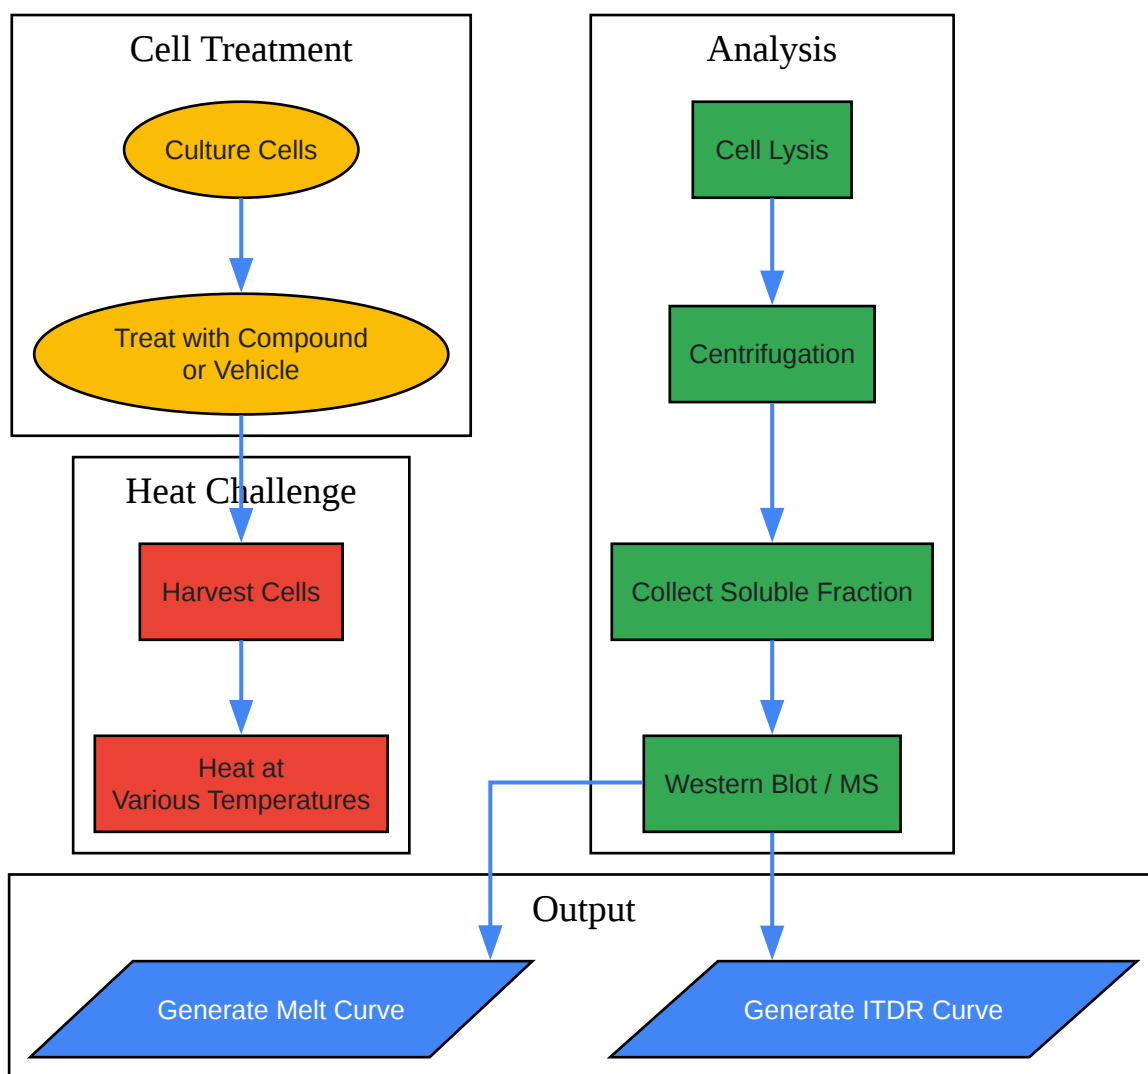 Cell Treatment
Culture Cells
Treat with Compound
or Vehicle
Heat Challenge
Harvest Cells
Heat at
Various Temperatures
Analysis
Cell Lysis
Centrifugation
Collect Soluble Fraction
Western Blot / MS
Output
Generate Melt Curve
Generate ITDR Curve